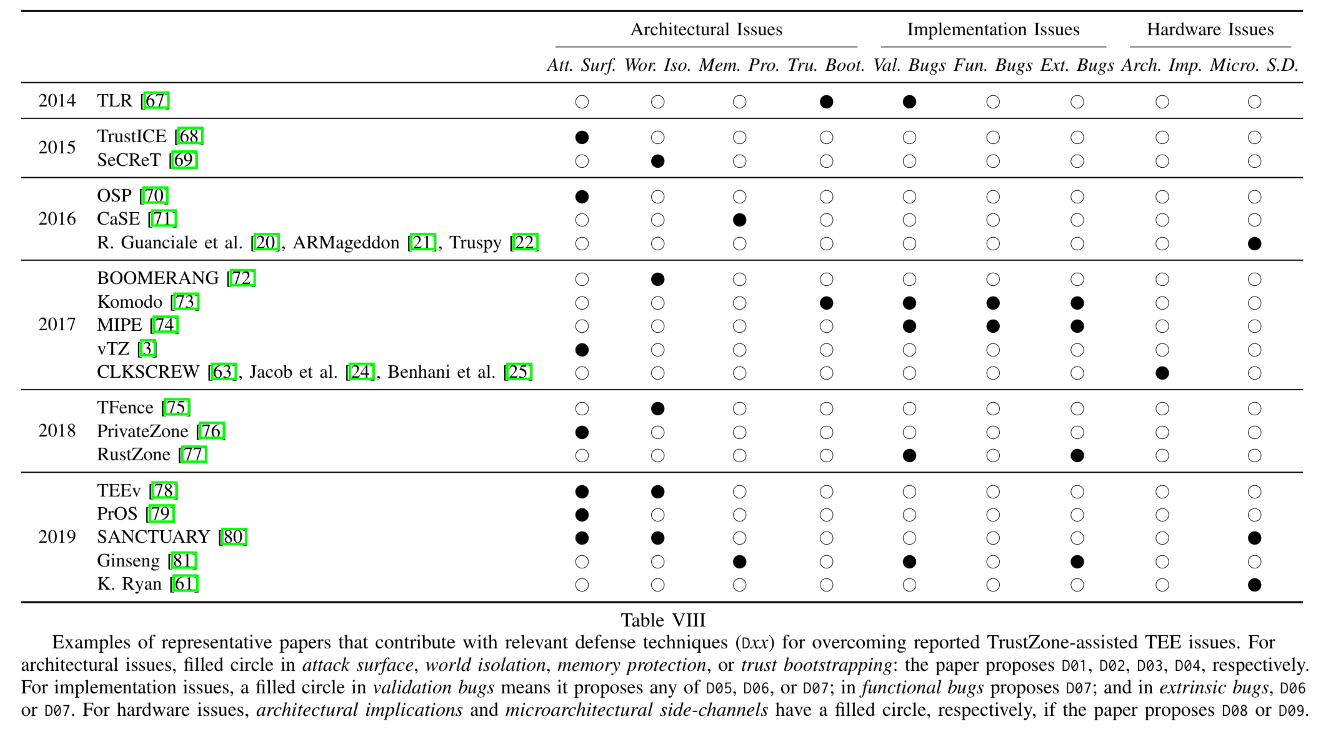 Architectural Issues Implementation Issues Hardware Issues
Att. Surf. Wor. Iso. Mem. Pro. Tru. Boot. Val. Bugs Fun. Bugs Ext. Bugs Arch. Imp. Micro. S.D.
2014 TLR [67] ○ ○ ○ ● ● ○ ○ ○ ○
2015
TrustICE [68] ● ○ ○ ○ ○ ○ ○ ○ ○
SeCReT [69] ○ ● ○ ○ ○ ○ ○ ○ ○
2016
OSP [70] ● ○ ○ ○ ○ ○ ○ ○ ○
CaSE [71] ○ ○ ● ○ ○ ○ ○ ○ ○
R. Guanciale et al. [20], ARMageddon [21], Truspy [22] ○ ○ ○ ○ ○ ○ ○ ○ ●
2017
BOOMERANG [72] ○ ● ○ ○ ○ ○ ○ ○ ○
Komodo [73] ○ ○ ○ ● ● ● ● ○ ○
MIPE [74] ○ ○ ○ ○ ● ● ● ○ ○
vTZ [3] ● ○ ○ ○ ○ ○ ○ ○ ○
CLKSCREW [63], Jacob et al. [24], Benhani et al. [25] ○ ○ ○ ○ ○ ○ ○ ● ○
2018
TFence [75] ○ ● ○ ○ ○ ○ ○ ○ ○
PrivateZone [76] ● ○ ○ ○ ○ ○ ○ ○ ○
RustZone [77] ○ ○ ○ ○ ● ○ ● ○ ○
2019
TEEv [78] ● ● ○ ○ ○ ○ ○ ○ ○
PrOS [79] ● ○ ○ ○ ○ ○ ○ ○ ○
SANCTUARY [80] ● ● ○ ○ ○ ○ ○ ○ ●
Ginseng [81] ○ ○ ● ○ ● ○ ● ○ ○
K. Ryan [61] ○ ○ ○ ○ ○ ○ ○ ○ ●
Table VIII
Examples of representative papers that contribute with relevant defense techniques (Dxx) for overcoming reported TrustZone-assisted TEE issues. For
architectural issues, filled circle in attack surface, world isolation, memory protection, or trust bootstrapping: the paper proposes D01, D02, D03, D04, respectively.
For implementation issues, a filled circle in validation bugs means it proposes any of D05, D06, or D07; in functional bugs proposes D07; and in extrinsic bugs, D06
or D07. For hardware issues, architectural implications and microarchitectural side-channels have a filled circle, respectively, if the paper proposes D08 or D09.